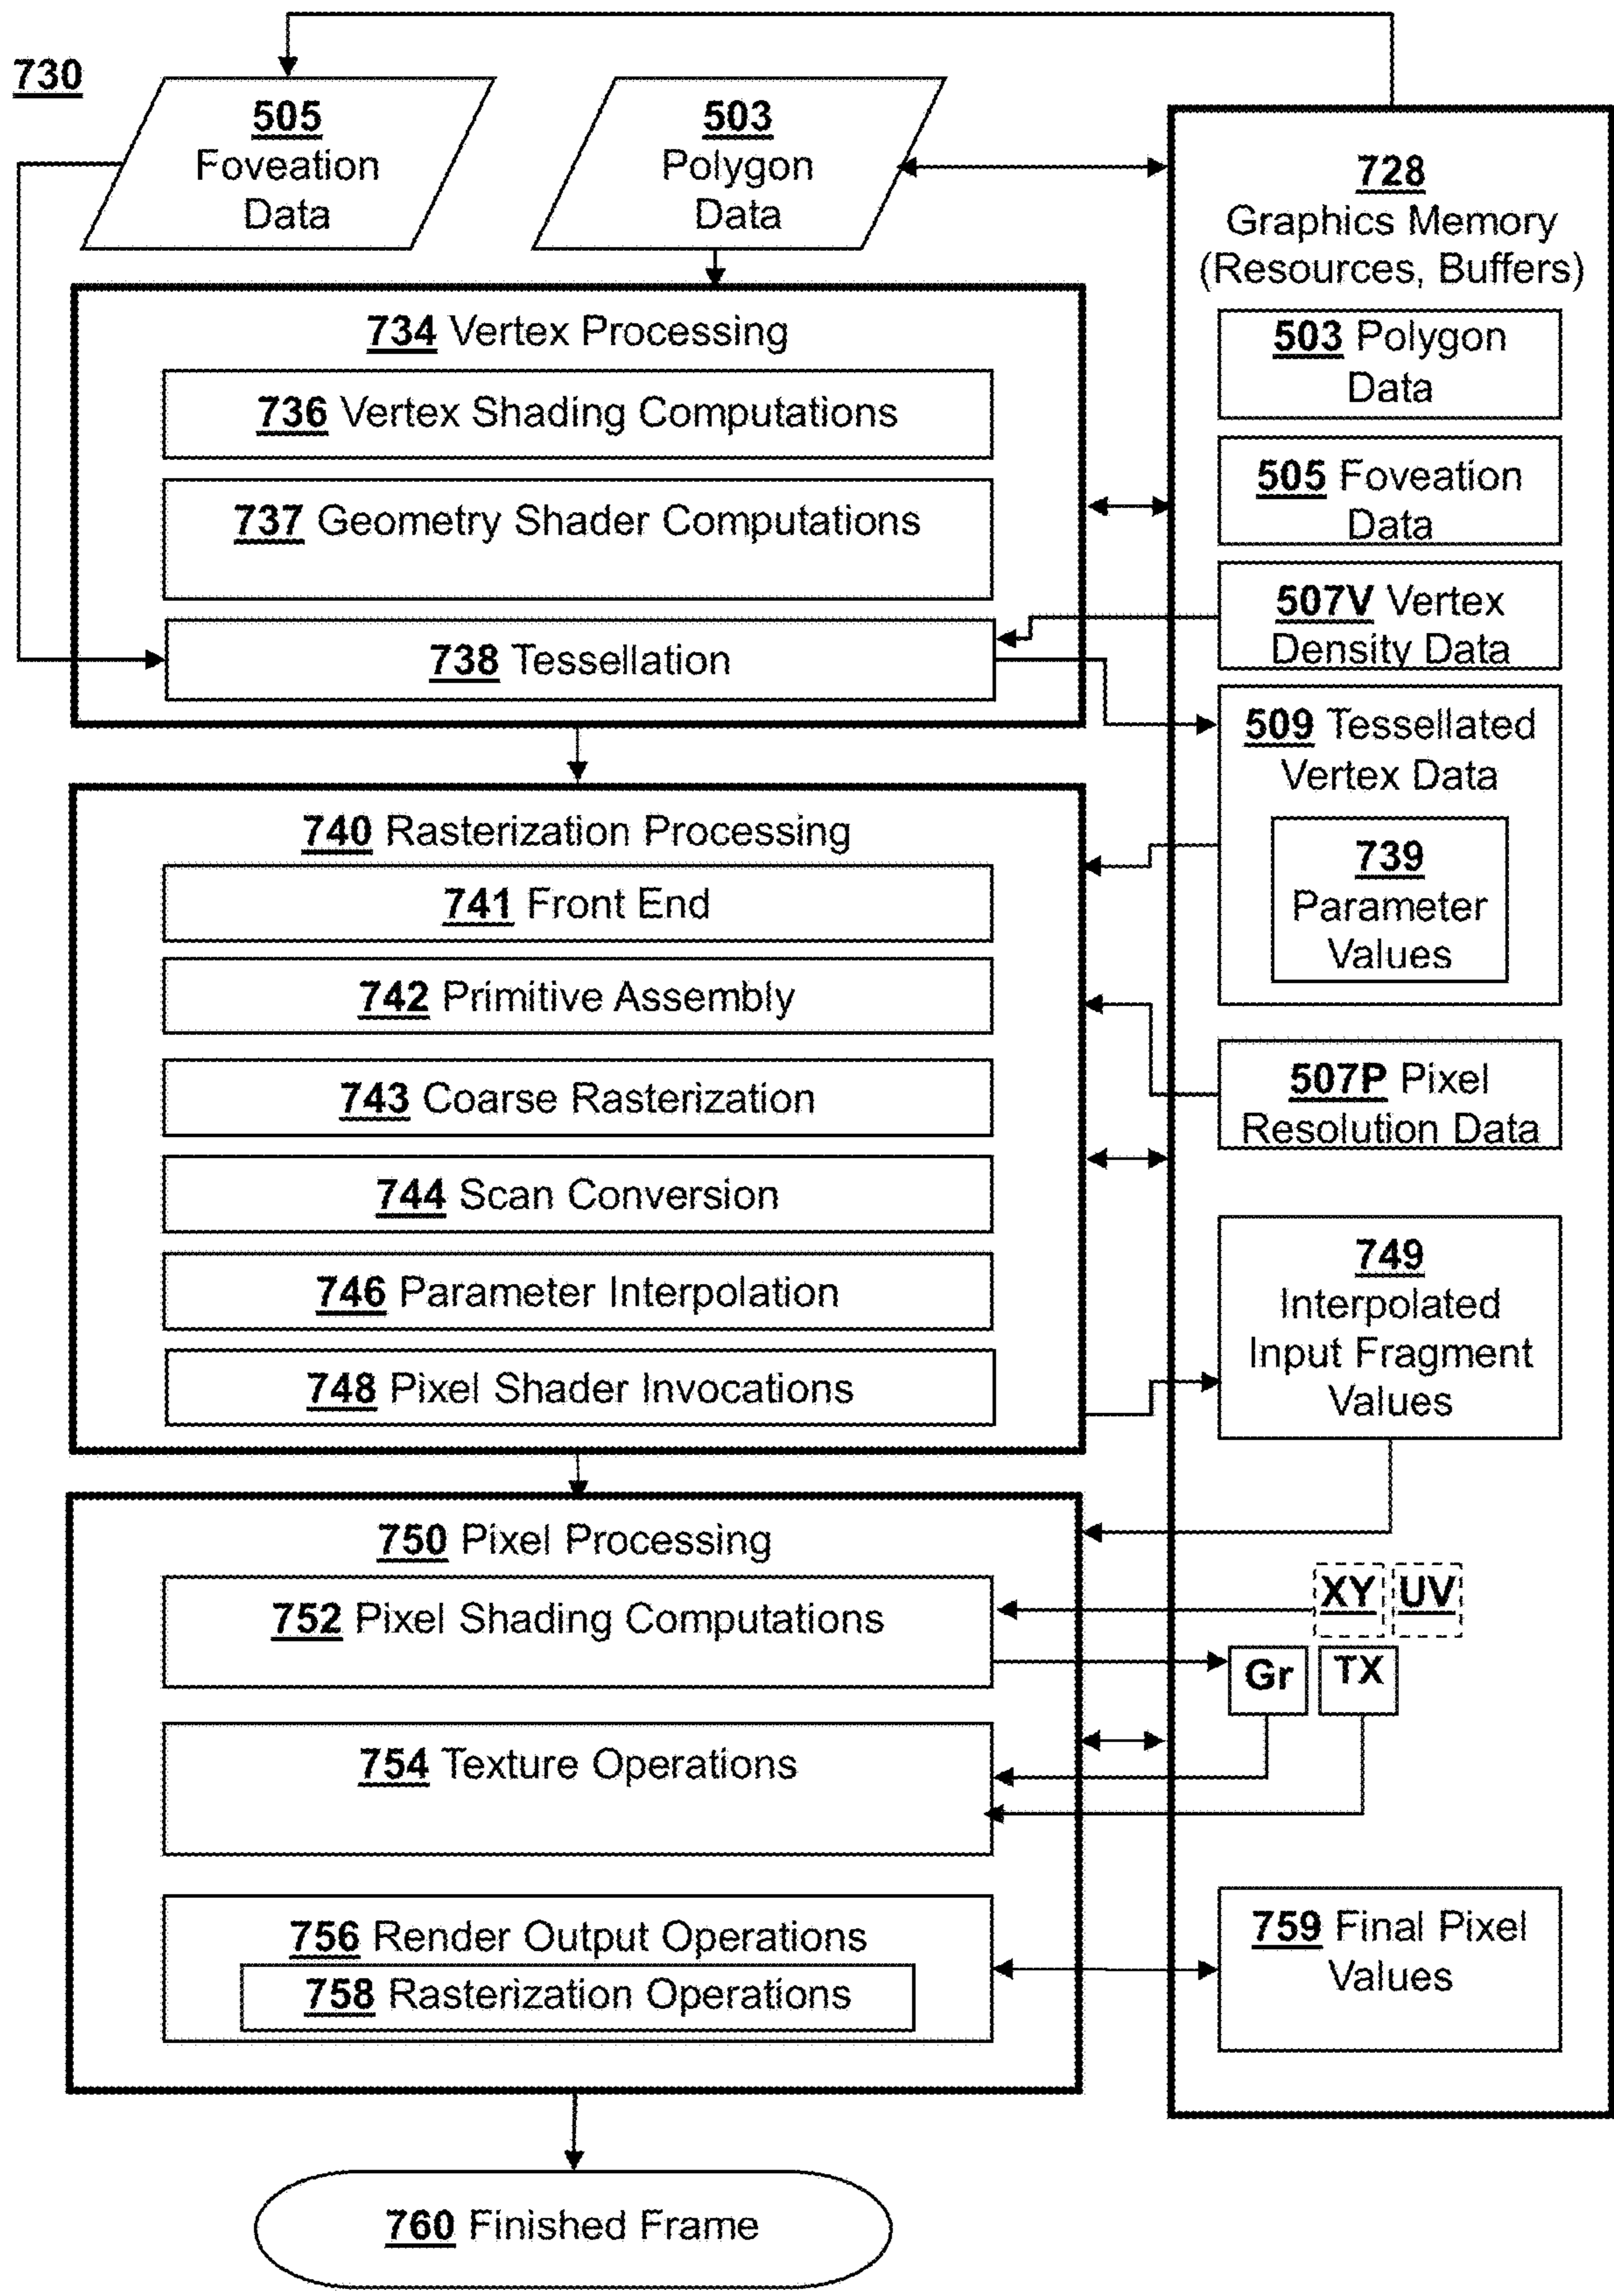 730
505
Foveation
Data
503
Polygon
Data
728
Graphics Memory
(Resources, Buffers)
503 Polygon
Data
505 Foveation
Data
507V Vertex
Density Data
509 Tessellated
Vertex Data
739
Parameter
Values
507P Pixel
Resolution Data
749
Interpolated
Input Fragment
Values
XY UV
Gr TX
759 Final Pixel
Values
734 Vertex Processing
736 Vertex Shading Computations
737 Geometry Shader Computations
738 Tessellation
740 Rasterization Processing
741 Front End
742 Primitive Assembly
743 Coarse Rasterization
744 Scan Conversion
746 Parameter Interpolation
748 Pixel Shader Invocations
750 Pixel Processing
752 Pixel Shading Computations
754 Texture Operations
756 Render Output Operations
758 Rasterization Operations
760 Finished Frame